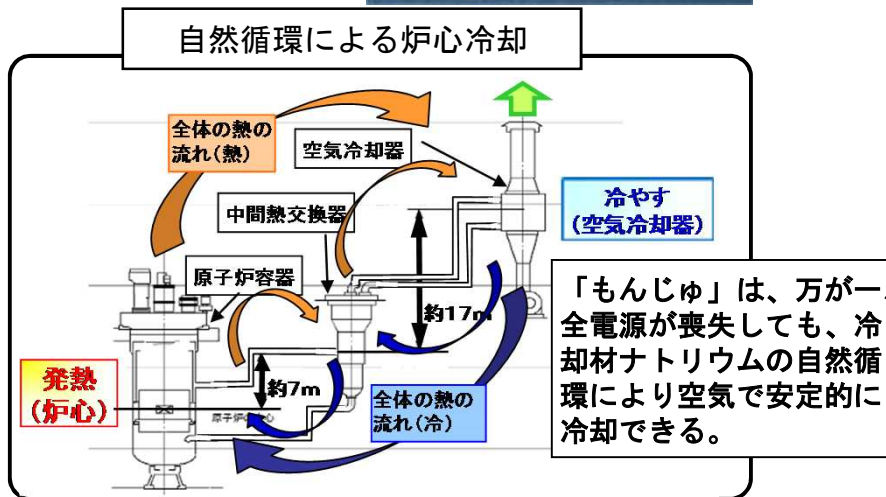 自然循環による炉心冷却
全体の熱の
流れ(熱)
空気冷却器
中間熱交換器
冷やす
(空気冷却器)
原子炉容器
約17m
「もんじゅ」は、万が一
全電源が喪失しても、冷
却材ナトリウムの自然循
環により空気で安定的に
冷却できる。
発熱
(炉心)
約7m
全体の熱の
流れ(冷)
原子炉